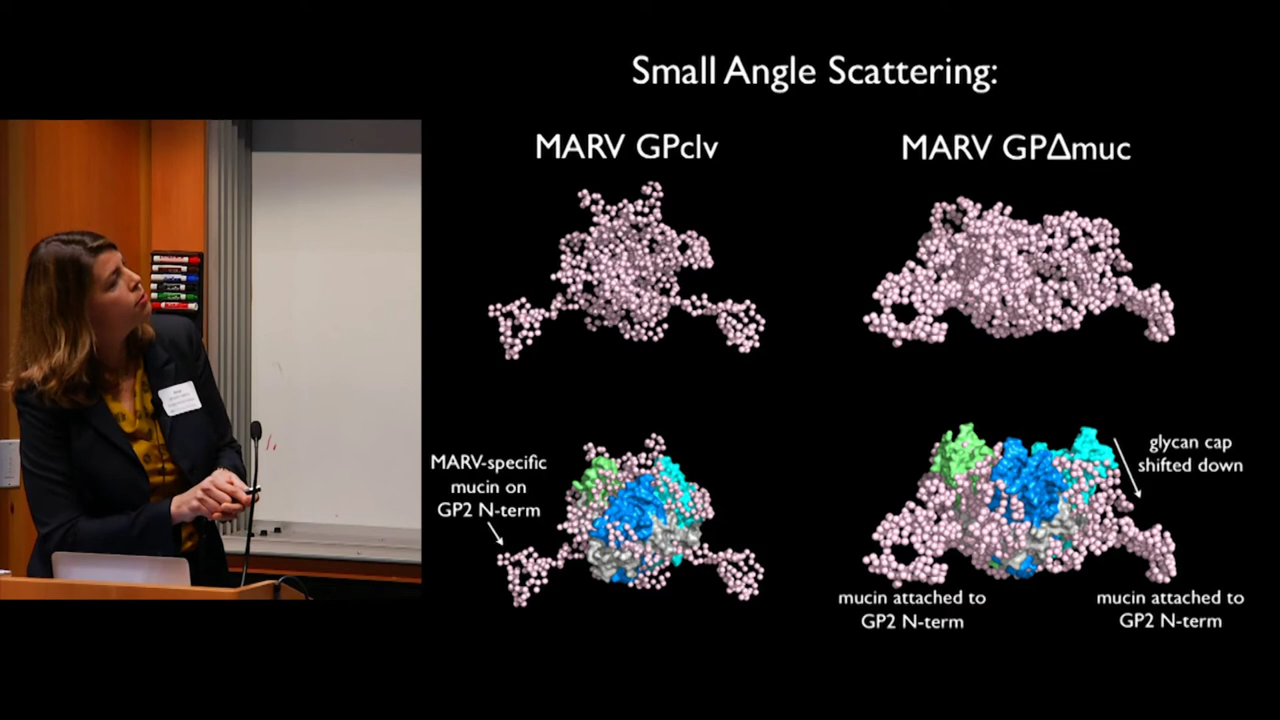 Small Angle Scattering:
MARV GPclv
MARV GPΔmuc
MARV-specific
mucin on
GP2 N-term
glycan cap
shifted down
mucin attached to
GP2 N-term
mucin attached to
GP2 N-term